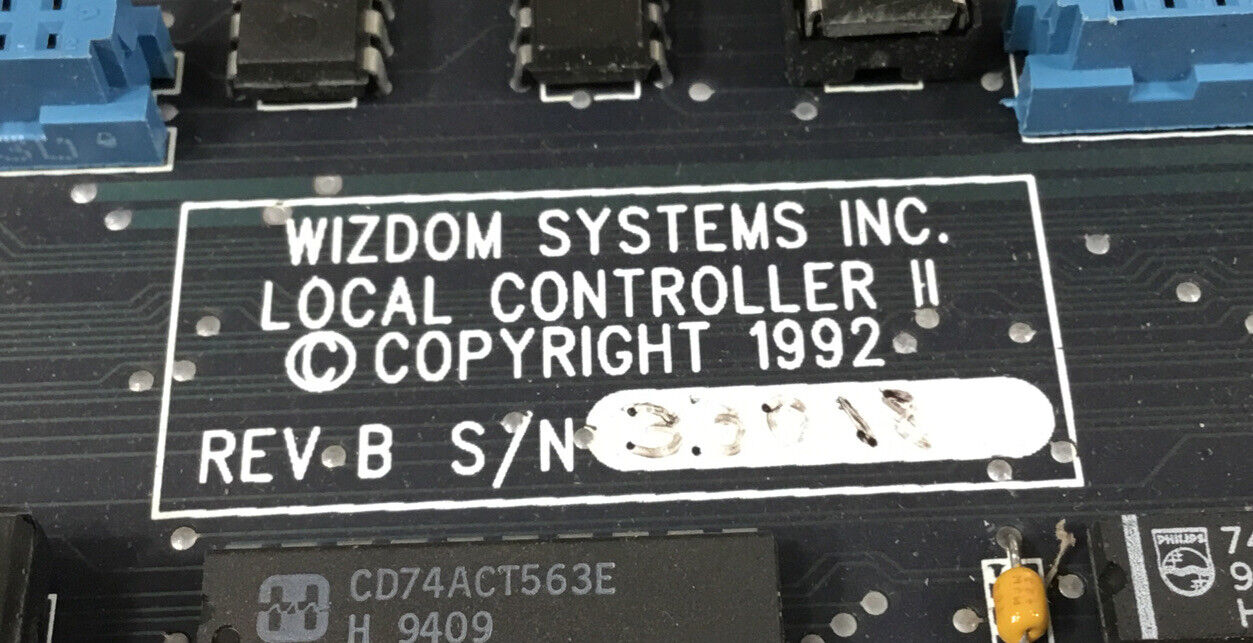 WIZDOM SYSTEMS INC.
LOCAL CONTROLLER II
© COPYRIGHT 1992
REV B S/N
CD74ACT563E
H 9409
PHILIPS